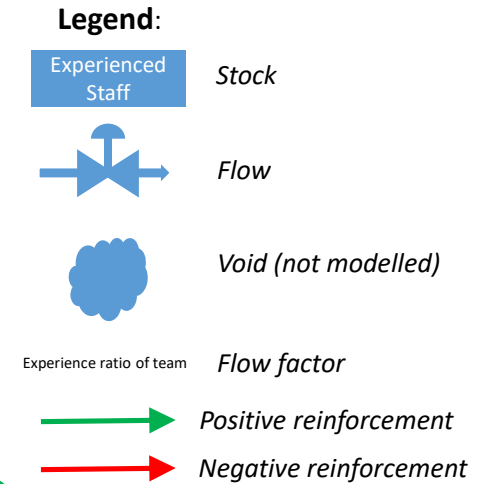 Legend:
Experienced
Staff
Stock
Flow
Void (not modelled)
Experience ratio of team
Flow factor
Positive reinforcement
Negative reinforcement